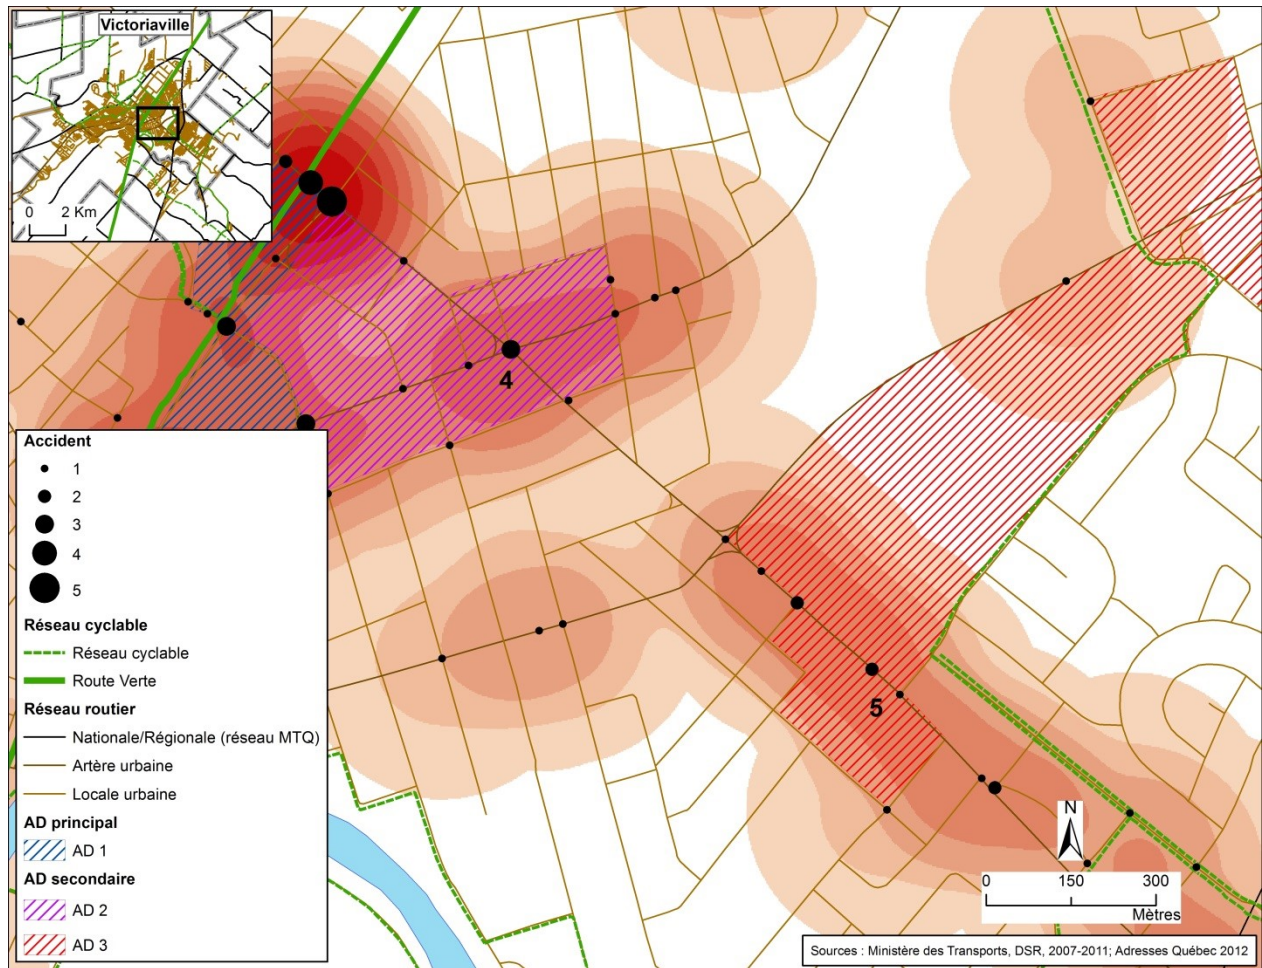 Victoriaville
0 2 Km
4
5
Accident
1
2
3
4
5
Réseau cyclable
Réseau cyclable
Route Verte
Réseau routier
Nationale/Régionale (réseau MTQ)
Artère urbaine
Locale urbaine
AD principal
AD 1
AD secondaire
AD 2
AD 3
N
0 150 300
Mètres
Sources : Ministère des Transports, DSR, 2007-2011; Adresses Québec 2012